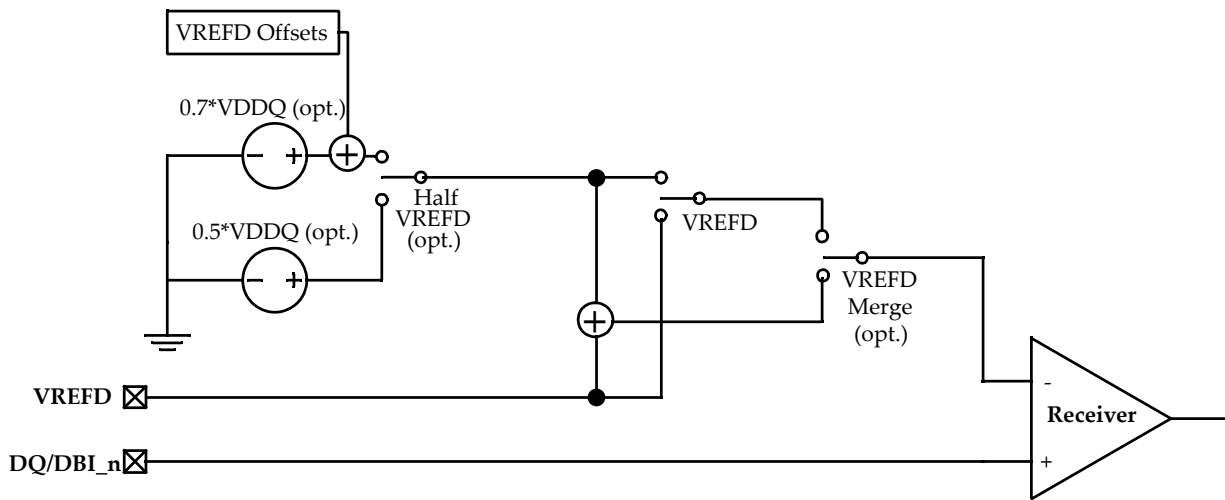 VREFD Offsets
0.7*VDDQ (opt.)
− +
+
Half
VREFD
(opt.)
VREFD
0.5*VDDQ (opt.)
− +
VREFD
Merge
(opt.)
+
VREFD
-
Receiver
DQ/DBI_n
+